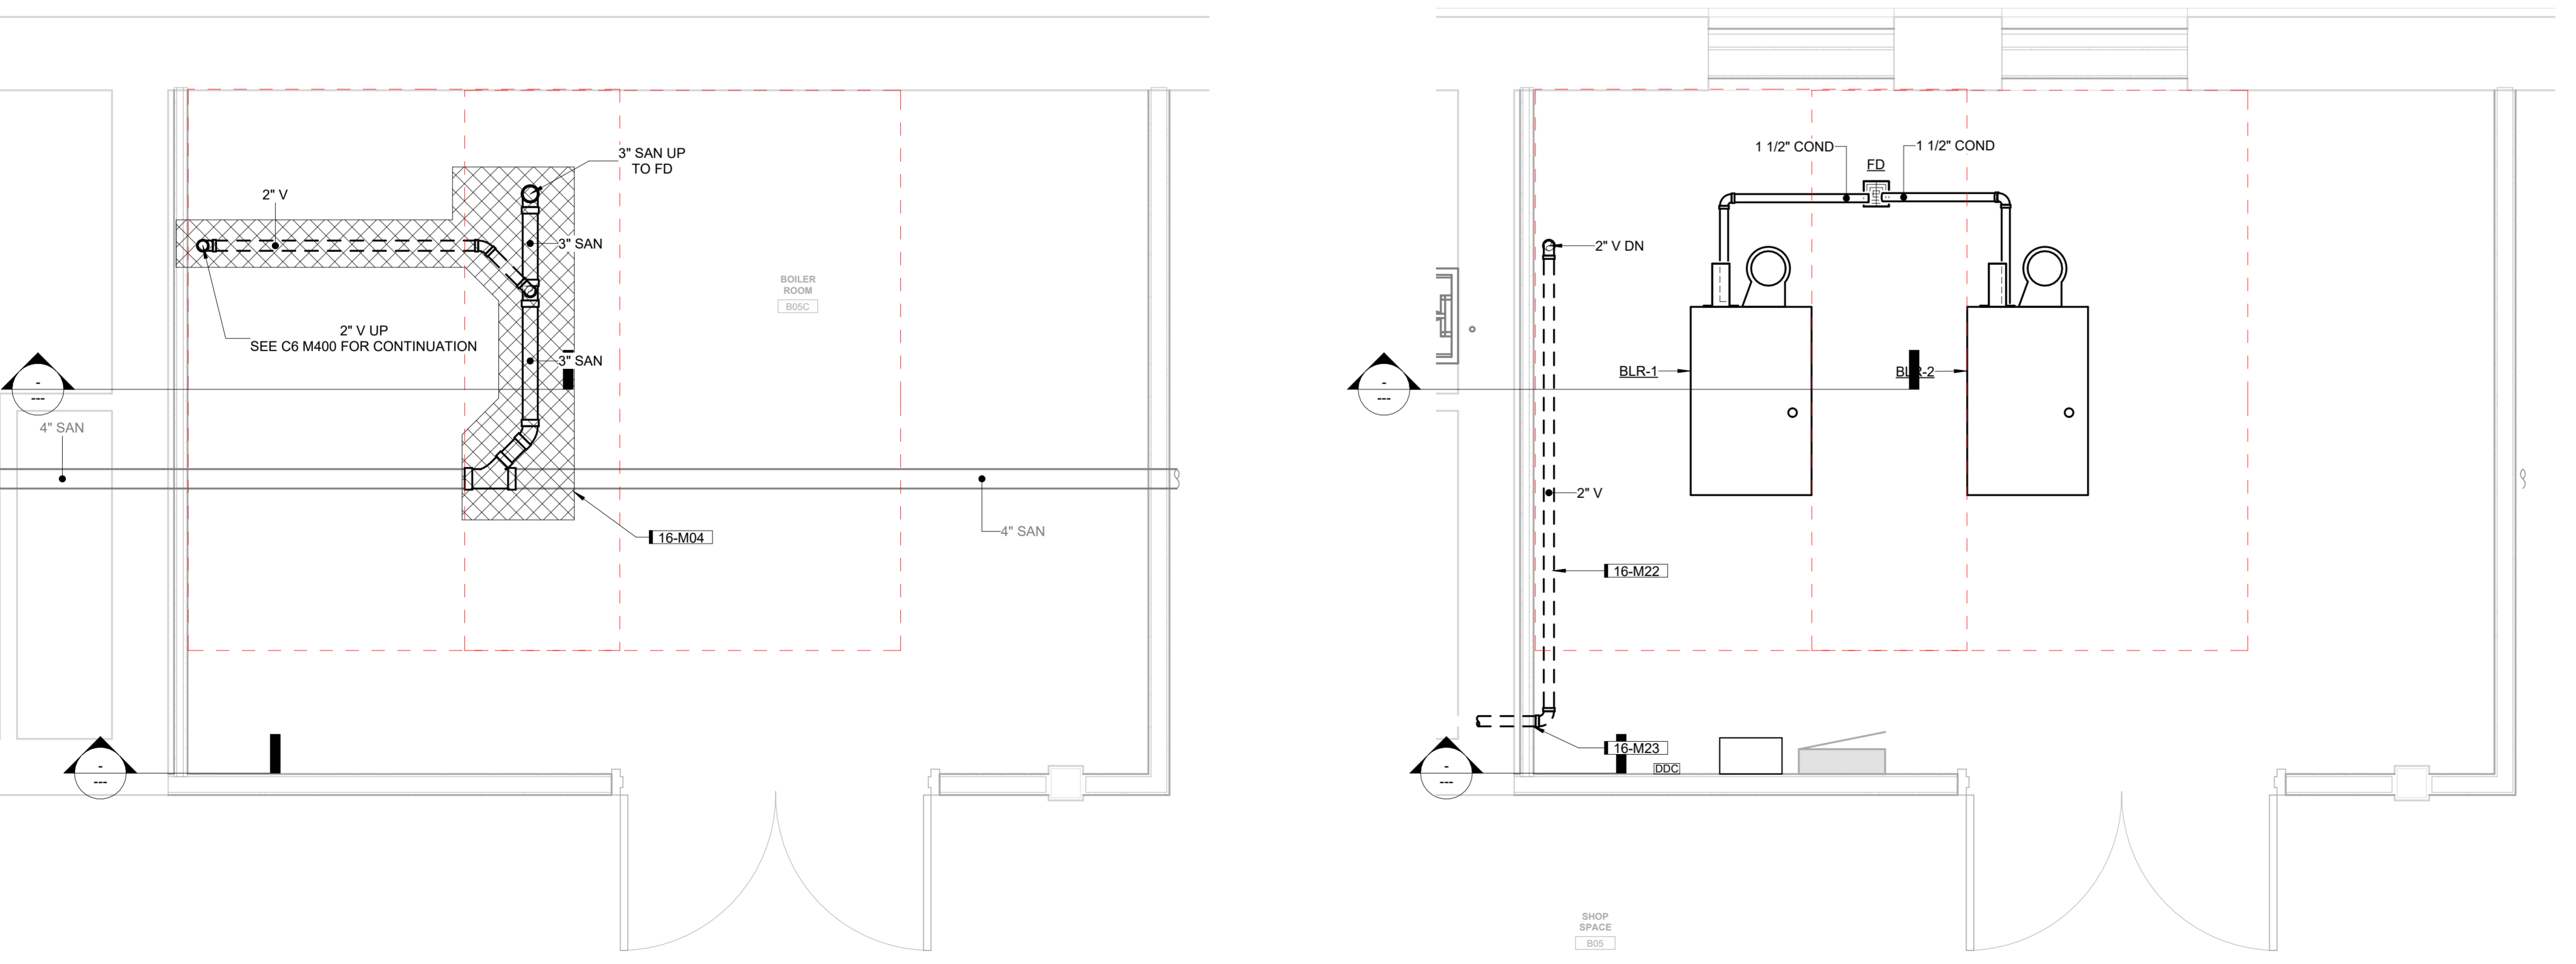 3" SAN UP
TO FD
2" V
3" SAN
BOILER
ROOM
B05C
2" V UP
SEE C6 M400 FOR CONTINUATION
3" SAN
-
---
4" SAN
4" SAN
16-M04
-
---
1 1/2" COND
1 1/2" COND
FD
2" V DN
BLR-1
BLR-2
-
---
2" V
16-M22
16-M23
DDC
-
---
SHOP
SPACE
B05